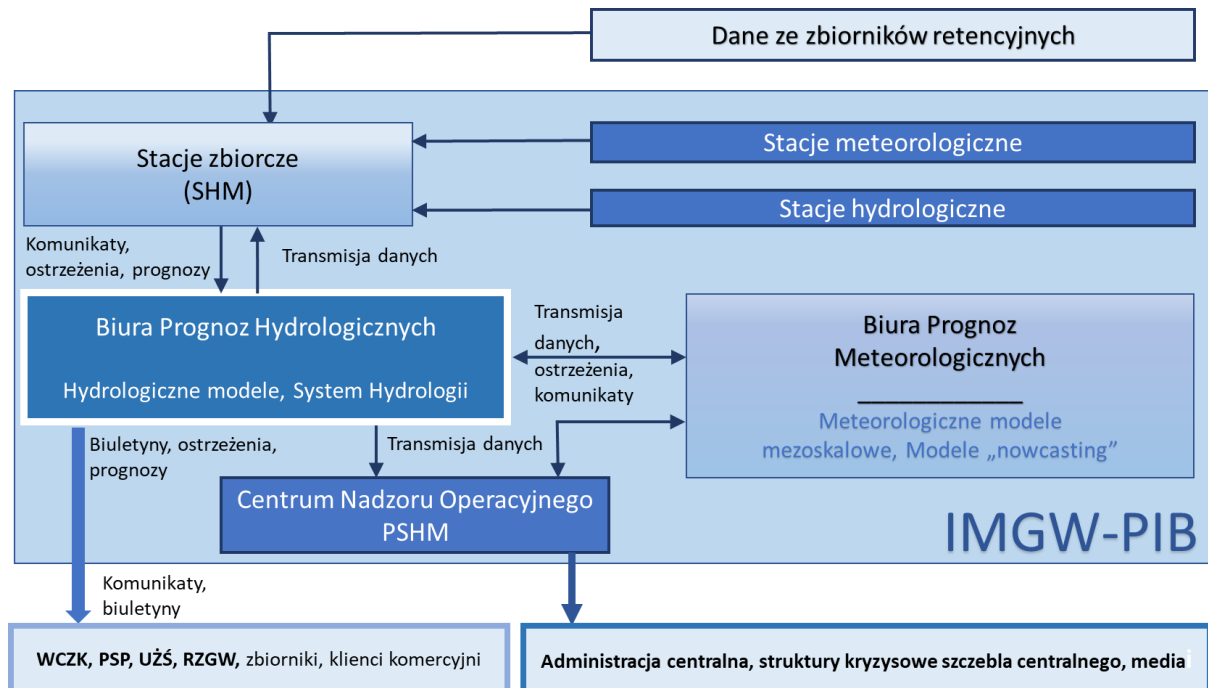 Dane ze zbiorników retencyjnych
Stacje zbiorcze
(SHM)
Stacje meteorologiczne
Stacje hydrologiczne
Komunikaty,
ostrzeżenia, prognozy
Transmisja danych
Biura Prognoz Hydrologicznych
Hydrologiczne modele, System Hydrologii
Transmisja
danych,
ostrzeżenia,
komunikaty
Biura Prognoz
Meteorologicznych
Meteorologiczne modele
mezoskalowe, Modele „nowcasting”
Biuletyny, ostrzeżenia,
prognozy
Transmisja danych
Centrum Nadzoru Operacyjnego
PSHM
IMGW-PIB
Komunikaty,
biuletyny
WCZK, PSP, UŻŚ, RZGW, zbiorniki, klienci komercyjni
Administracja centralna, struktury kryzysowe szczebla centralnego, mediai